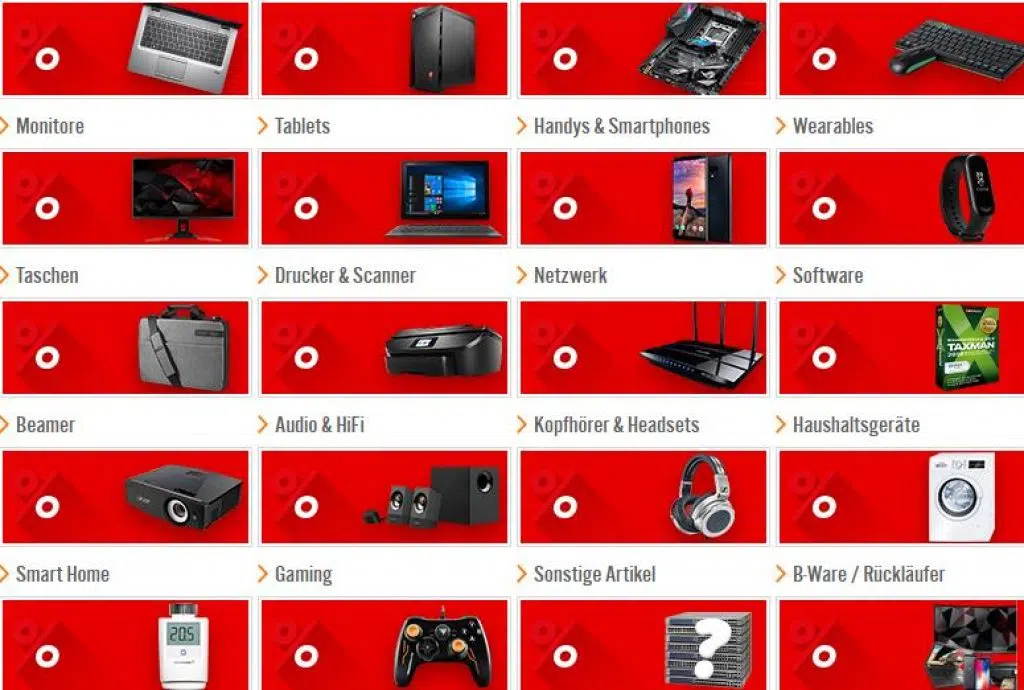 Monitore
Tablets
Handys & Smartphones
Wearables
Taschen
Drucker & Scanner
Netzwerk
Software
TAXMAN
Beamer
Audio & HiFi
Kopfhörer & Headsets
Haushaltsgeräte
acer
Smart Home
Gaming
Sonstige Artikel
B-Ware / Rückläufer
20.5
?